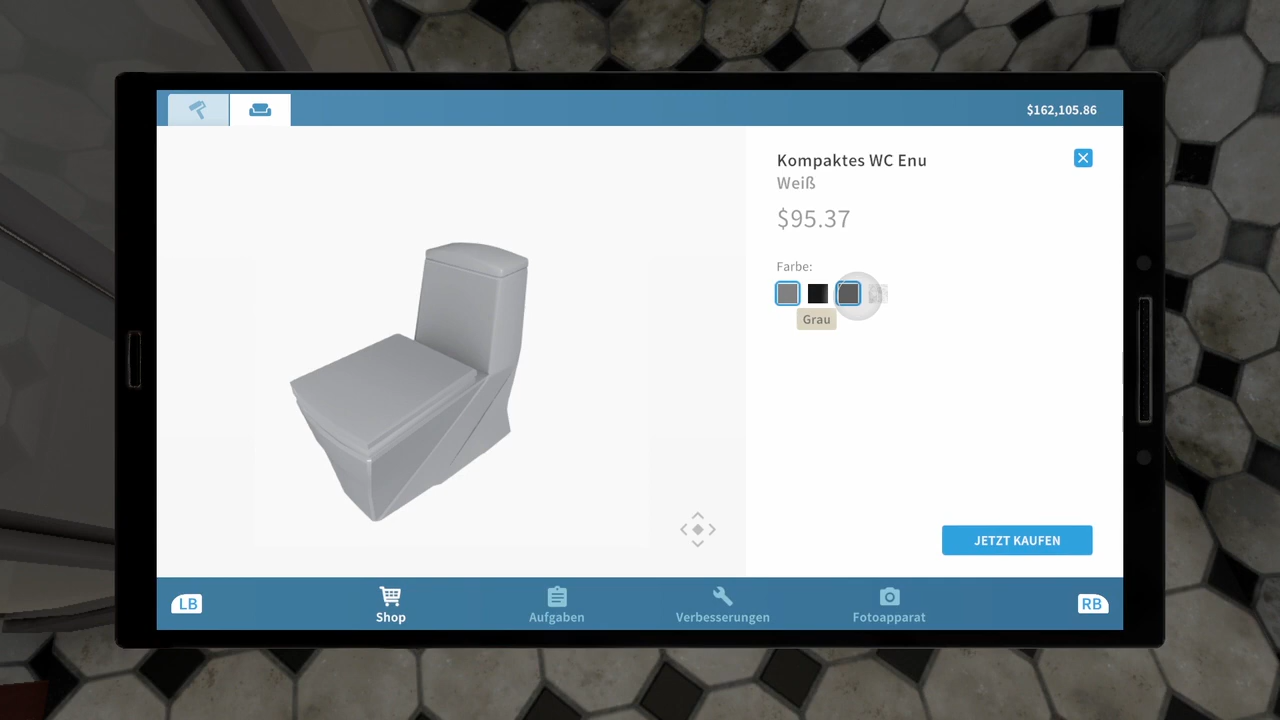 $162,105.86
Kompaktes WC Enu
Weiß
$95.37
Farbe:
Grau
JETZT KAUFEN
LB
Shop
Aufgaben
Verbesserungen
Fotoapparat
RB